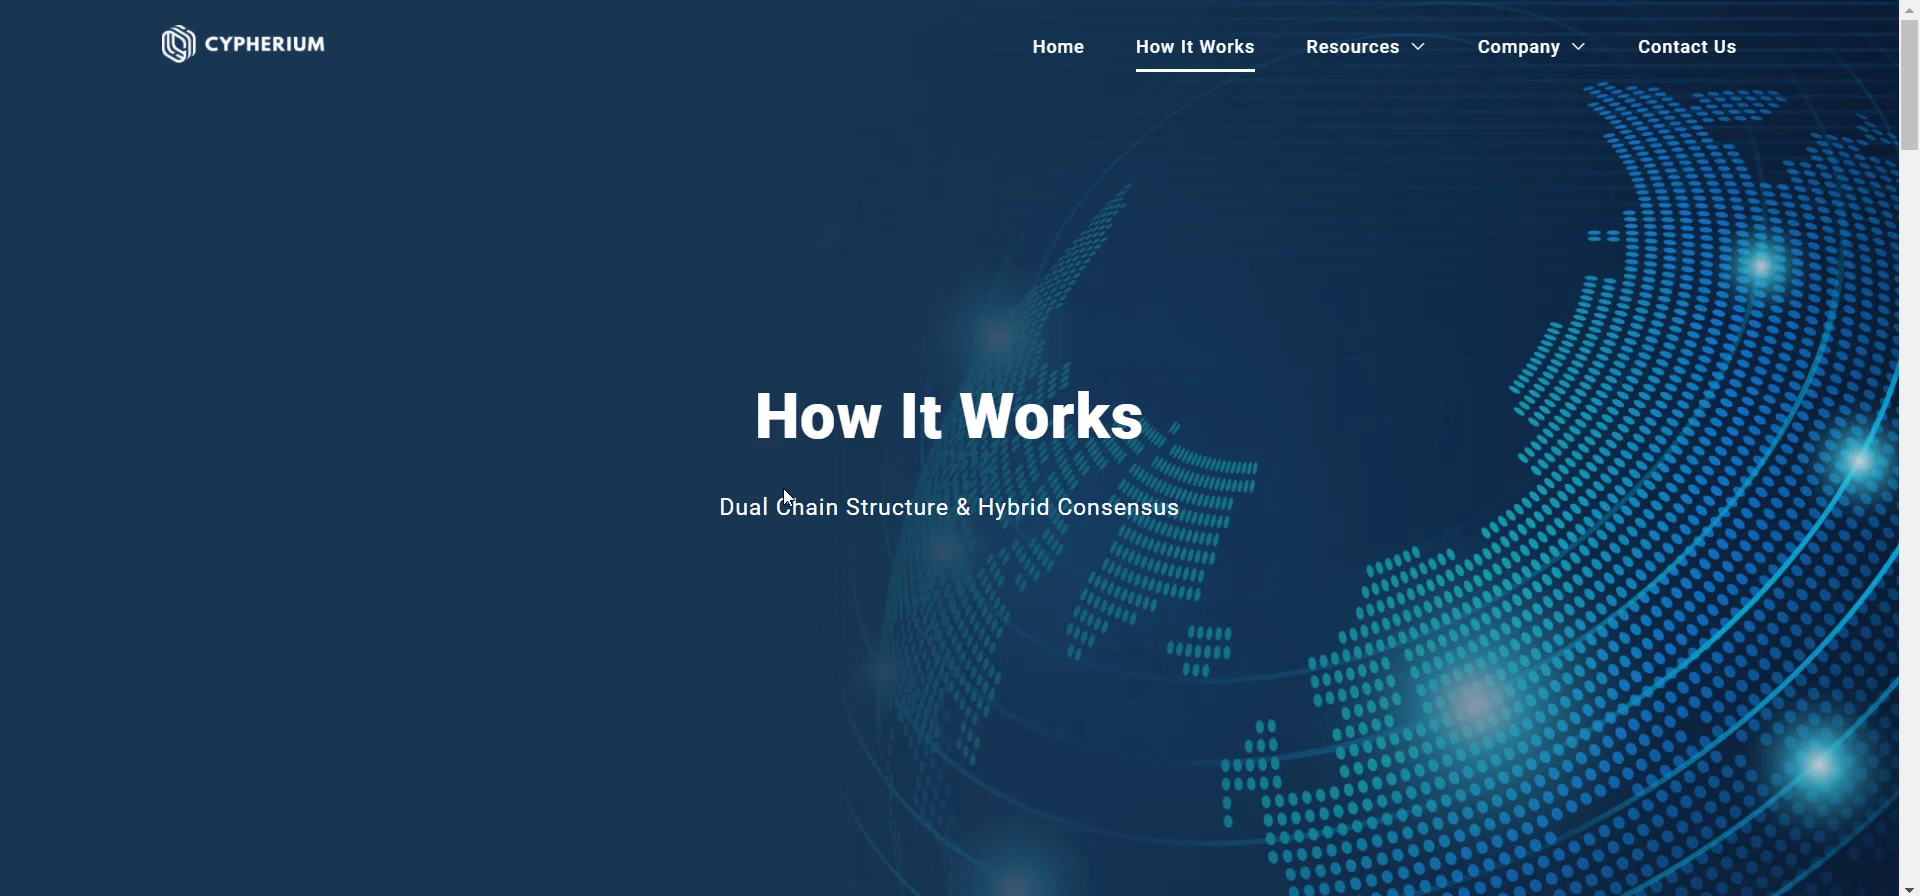 CYPHERIUM
Home How It Works Resources Company Contact Us
How It Works
Dual Chain Structure & Hybrid Consensus